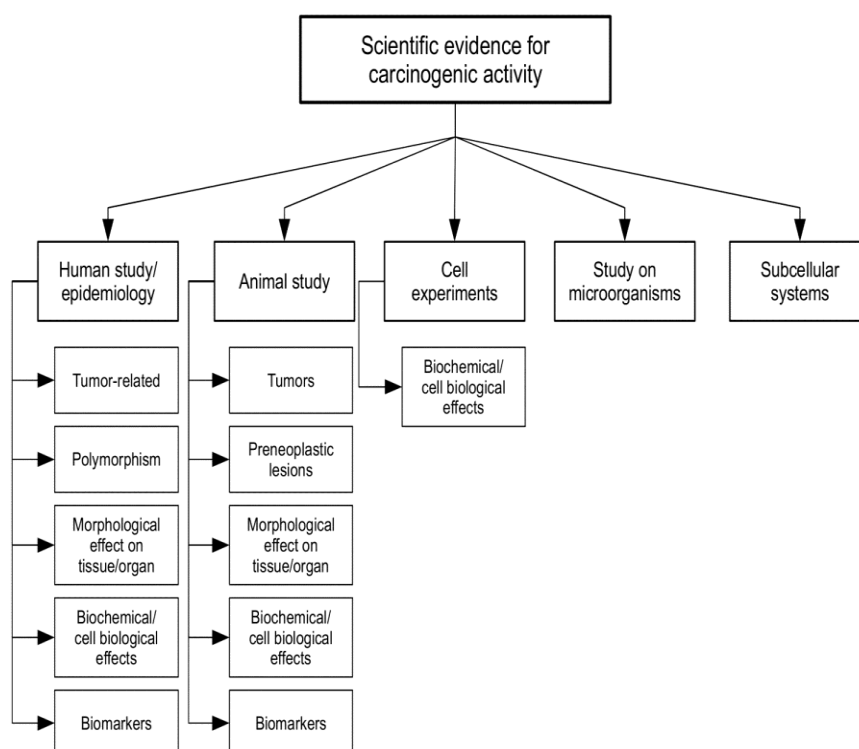 Scientific evidence for
carcinogenic activity
Human study/
epidemiology
Animal study
Cell
experiments
Study on
microorganisms
Subcellular
systems
Tumor-related
Polymorphism
Morphological
effect on
tissue/organ
Biochemical/
cell biological
effects
Biomarkers
Tumors
Preneoplastic
lesions
Morphological
effect on
tissue/organ
Biochemical/
cell biological
effects
Biomarkers
Biochemical/
cell biological
effects